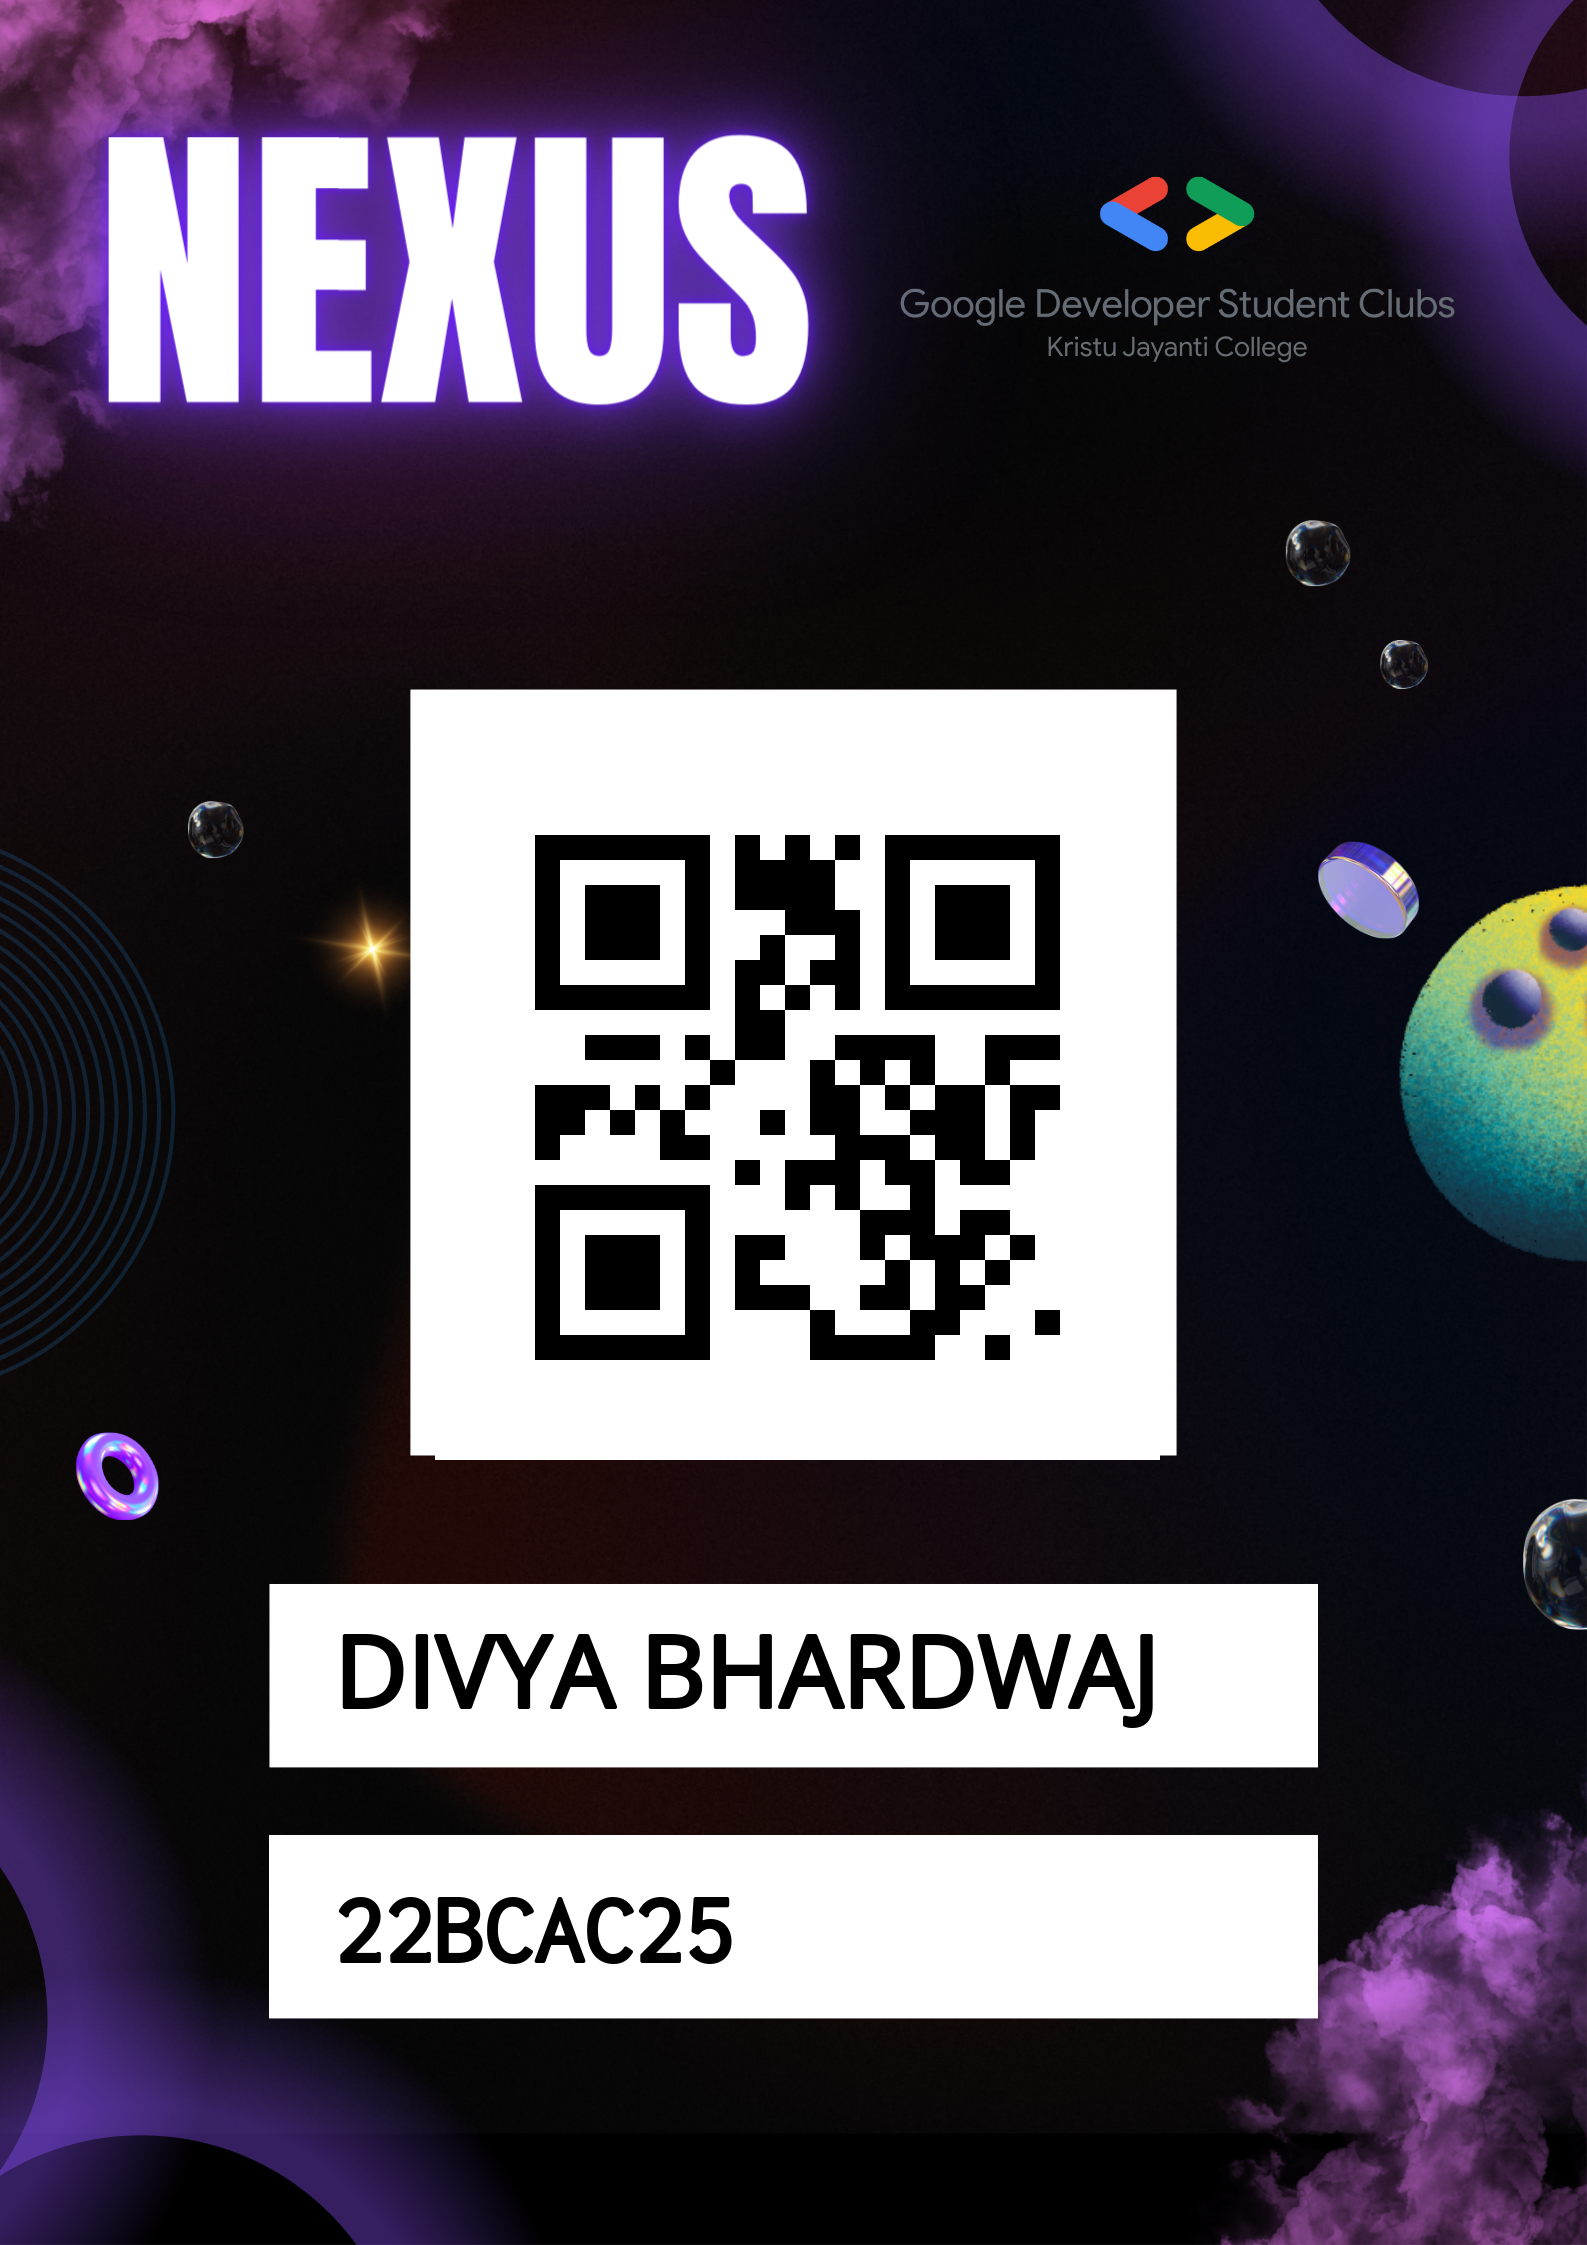 NEXUS
Google Developer Student Clubs
Kristu Jayanti College
DIVYA BHARDWAJ
22BCAC25